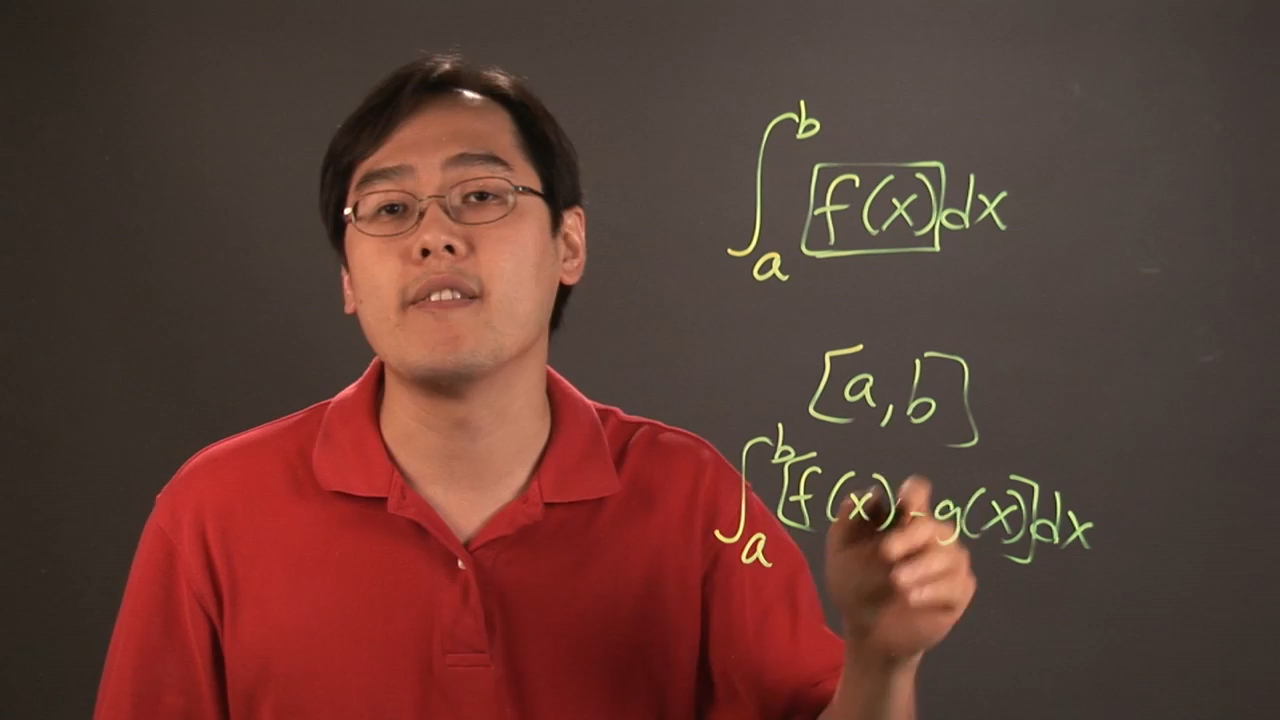 ∫_a^b f(x) dx
[a, b]
∫_a^b [f(x) - g(x)] dx